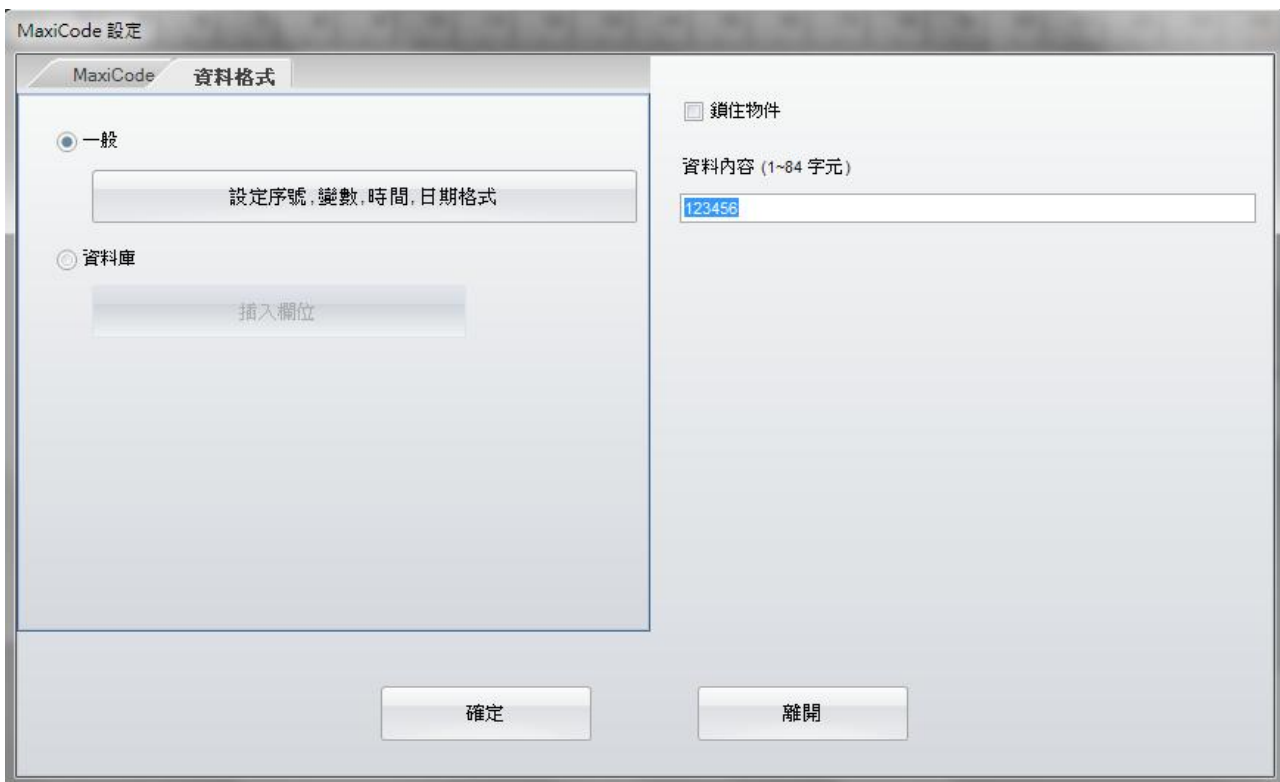 MaxiCode 設定
MaxiCode
資料格式
一般
設定序號,變數,時間,日期格式
資料庫
插入欄位
鎖住物件
資料內容 (1~84 字元)
123456
確定
離開